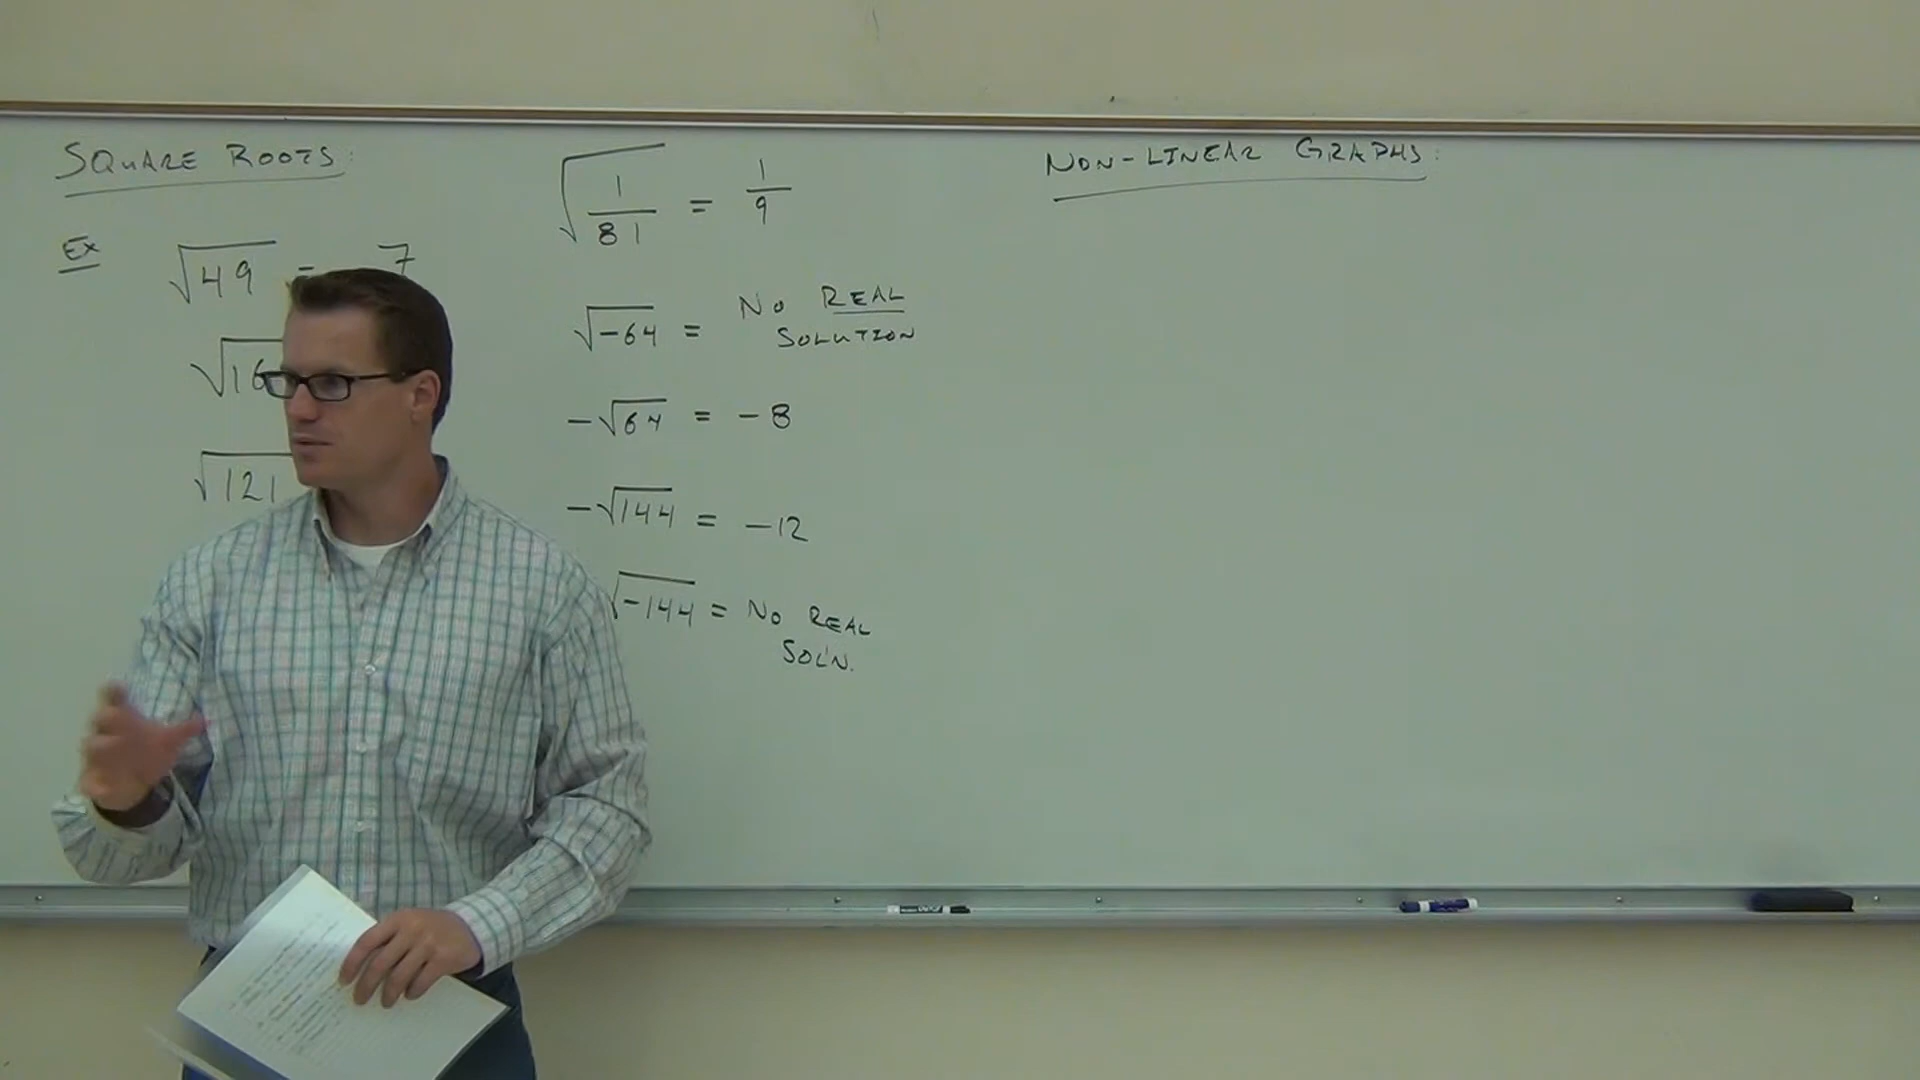 SQUARE ROOTS:
Ex
√49 = 7
√16
√121
√(1/81) = 1/9
√-64 = NO REAL
SOLUTION
-√64 = -8
-√144 = -12
√-144 = NO REAL
SOL'N.
NON-LINEAR GRAPHS: